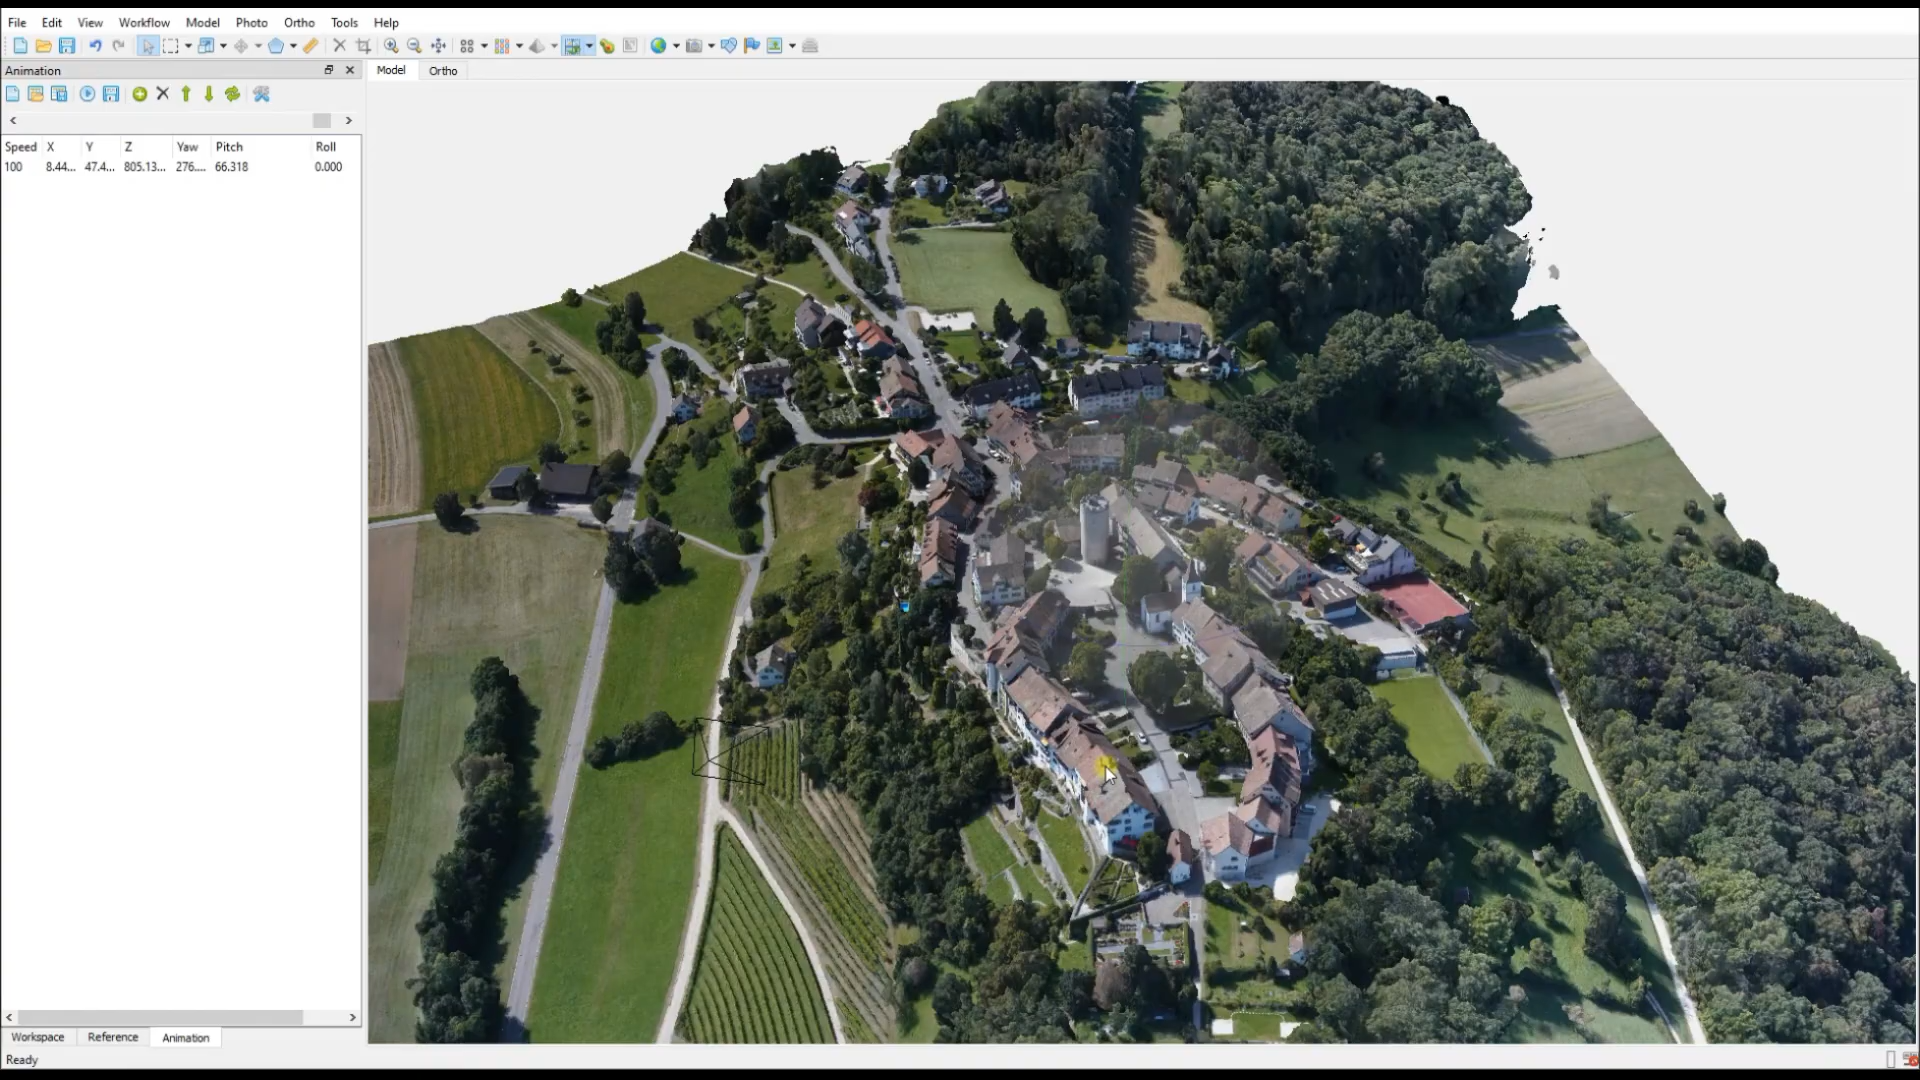 File Edit View Workflow Model Photo Ortho Tools Help
Animation
Model Ortho
Speed X Y Z Yaw Pitch Roll
100 8.44... 47.4... 805.13... 276.... 66.318 0.000
Workspace Reference Animation
Ready